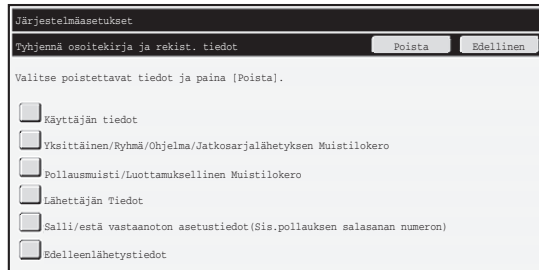 Järjestelmäasetukset
Tyhjennä osoitekirja ja rekist. tiedot Poista Edellinen
Valitse poistettavat tiedot ja paina [Poista].
Käyttäjän tiedot
Yksittäinen/Ryhmä/Ohjelma/Jatkosarjalähetyksen Muistilokero
Pollausmuisti/Luottamuksellinen Muistilokero
Lähettäjän Tiedot
Salli/estä vastaanoton asetustiedot(Sis.pollauksen salasanan numeron)
Edelleenlähetystiedot